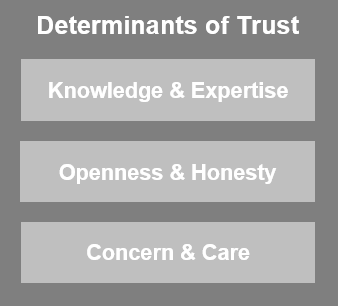 Determinants of Trust
Knowledge & Expertise
Openness & Honesty
Concern & Care